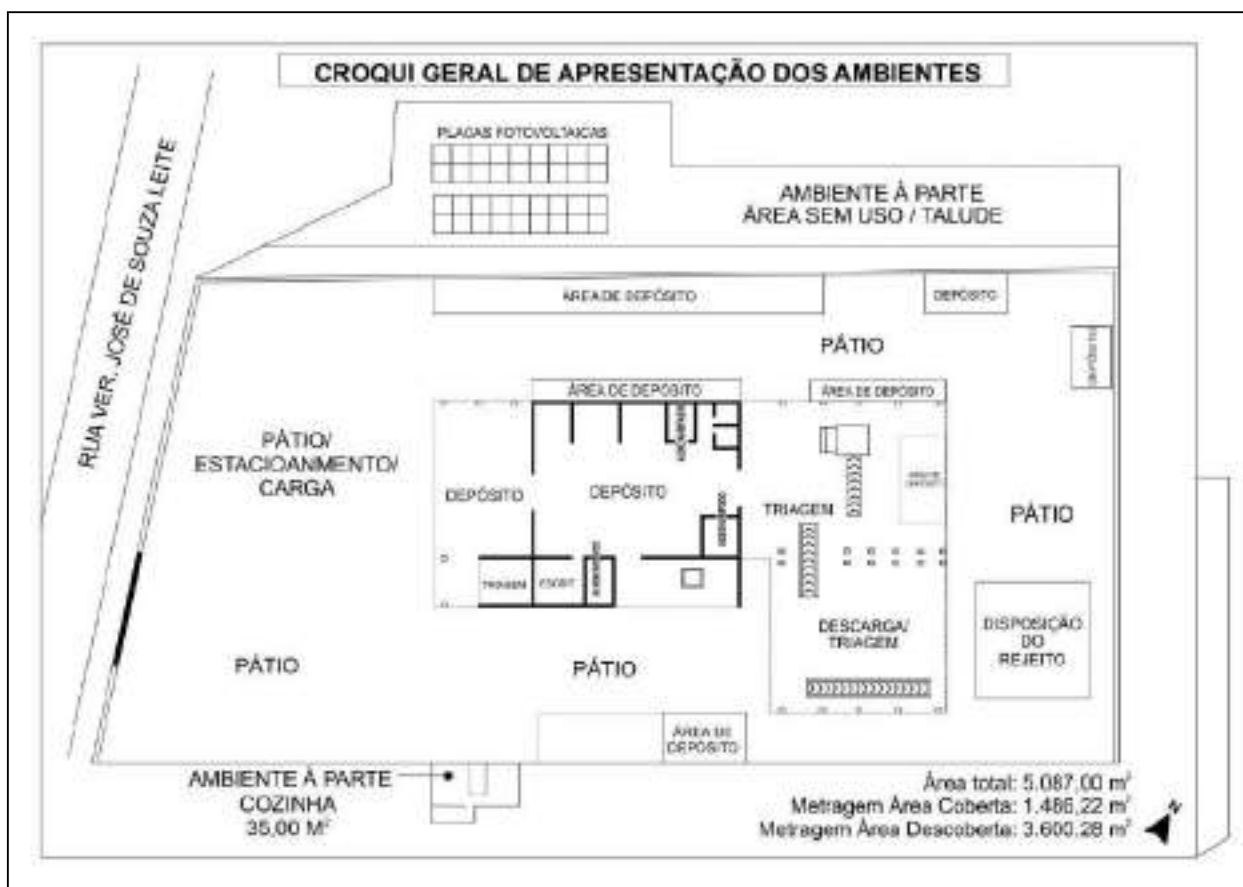 CROQUI GERAL DE APRESENTAÇÃO DOS AMBIENTES
PLACAS FOTOVOLTAICAS
RUA VER. JOSÉ DE SOUZA LEITE
AMBIENTE À PARTE
ÁREA SEM USO / TALUDE
ÁREA DE DEPÓSITO
DEPÓSITO
DEPÓSITO
PÁTIO
ÁREA DE DEPÓSITO
ÁREA DE DEPÓSITO
PÁTIO/
ESTACIOANMENTO/
CARGA
DEPÓSITO
DEPÓSITO
TRIAGEM
PÁTIO
TRIAGEM
ESCRIT
DESCARGA/
TRIAGEM
DISPOSIÇÃO
DO
REJEITO
PÁTIO
PÁTIO
ÁREA DE
DEPÓSITO
AMBIENTE À PARTE
COZINHA
35,00 M²
Área total: 5.087,00 m²
Metragem Área Coberta: 1.486,22 m²
Metragem Área Descoberta: 3.600,28 m²
N